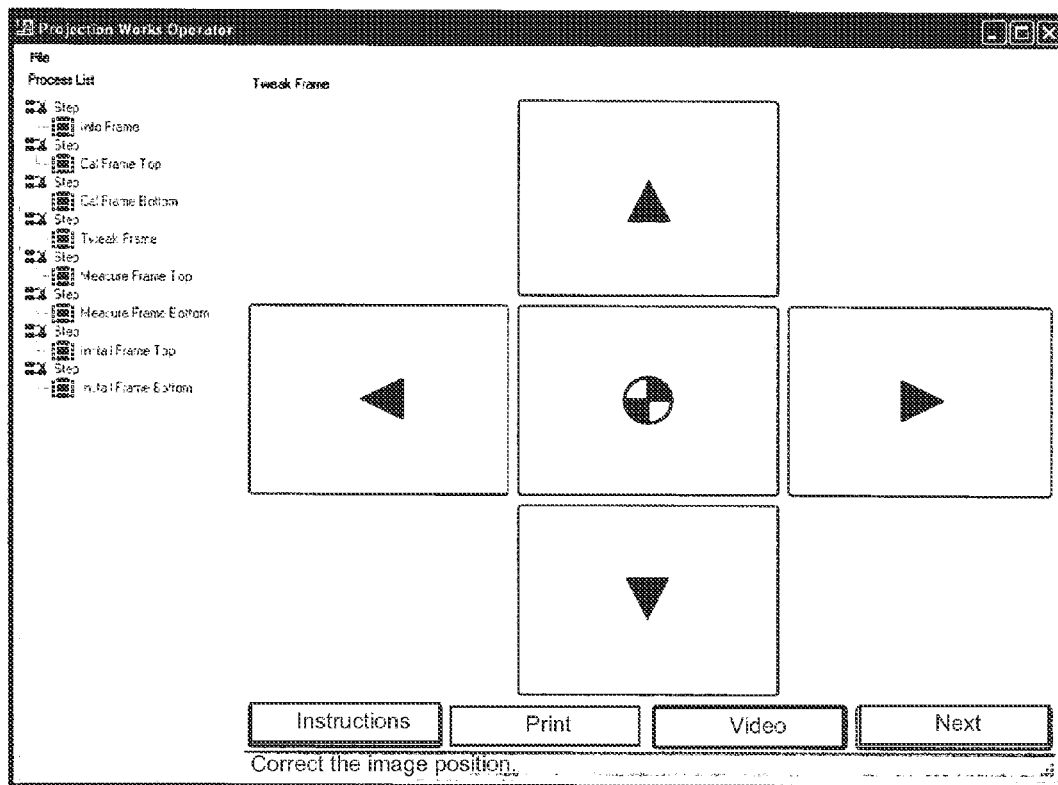 Projection Works Operator
File
Process List
Tweak Frame
Step
Info Frame
Step
Cal Frame Top
Step
Cal Frame Bottom
Step
Tweak Frame
Step
Measure Frame Top
Step
Measure Frame Bottom
Step
Install Frame Top
Step
Install Frame Bottom
Instructions
Print
Video
Next
Correct the image position.